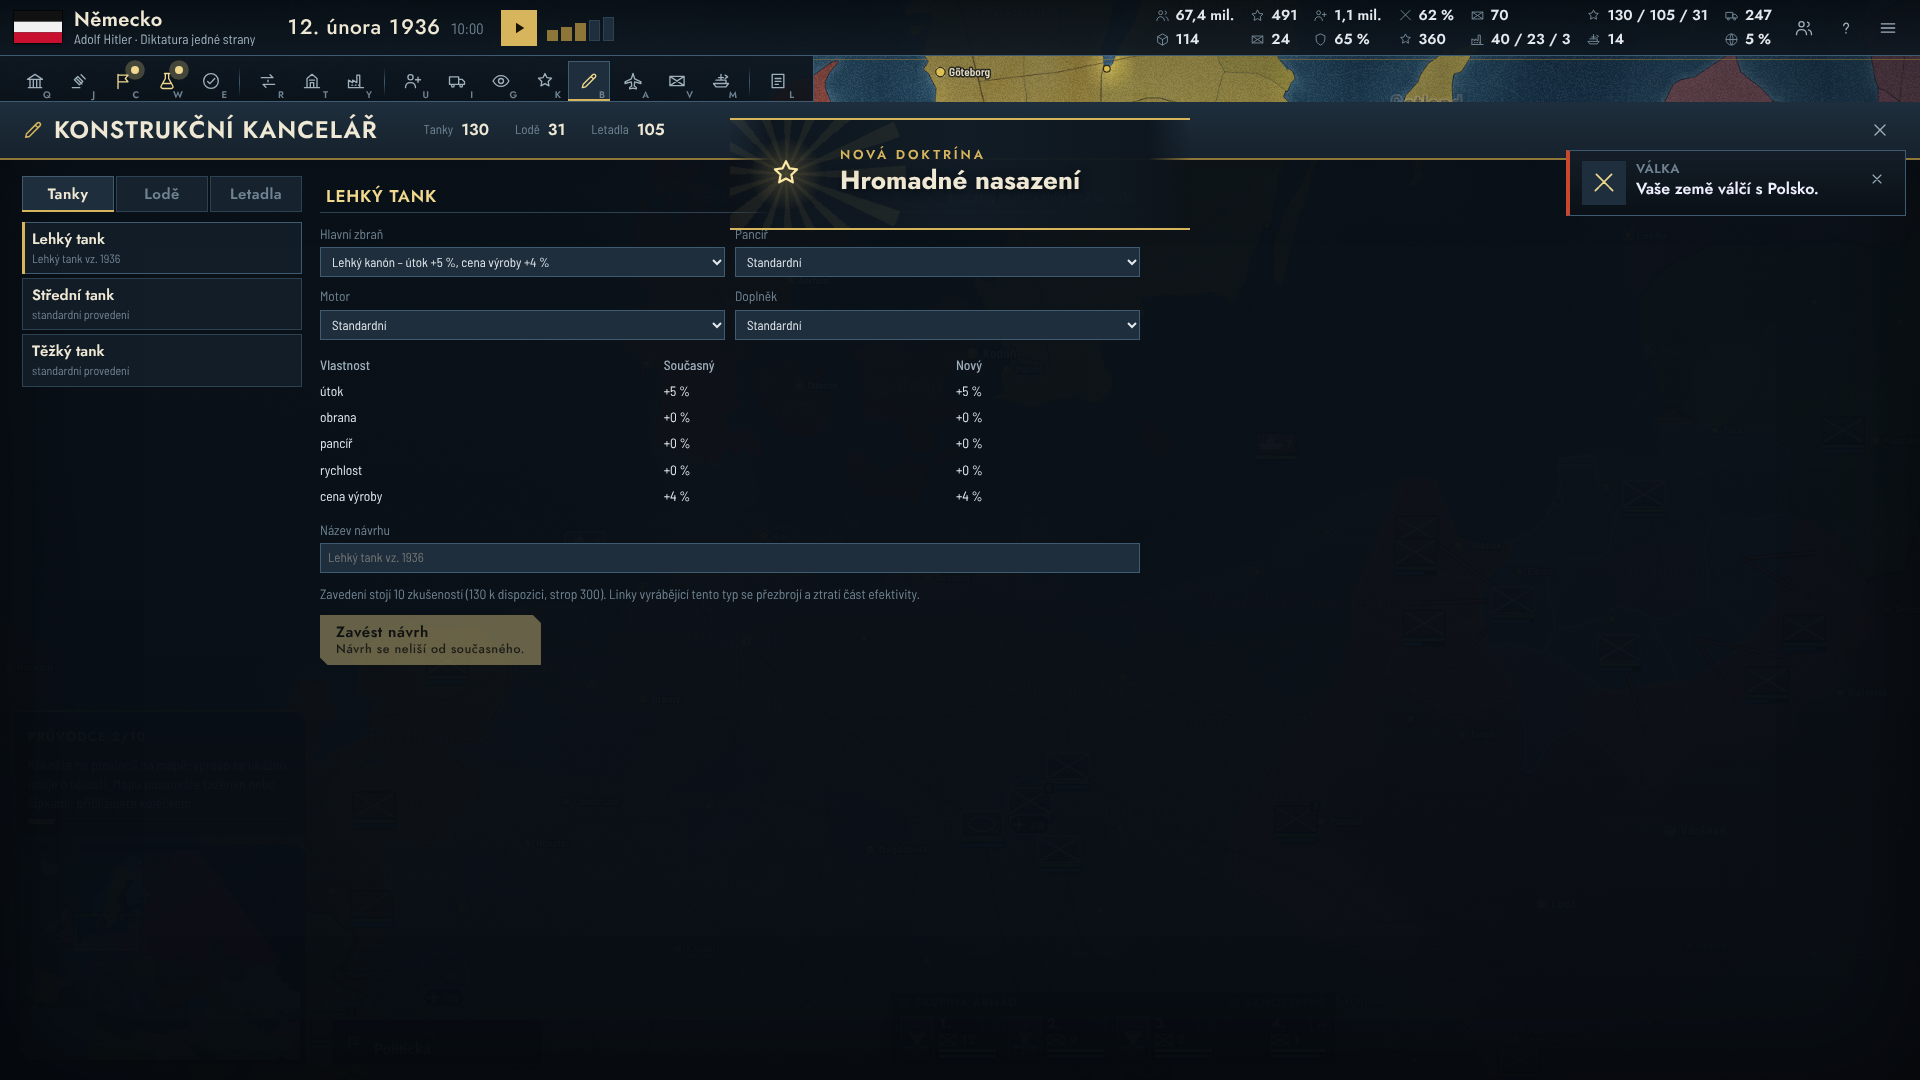 Německo
Adolf Hitler · Diktatura jedné strany
12. února 1936 10:00
67,4 mil. 491 1,1 mil. 62 % 70 130 / 105 / 31 247
114 24 65 % 360 40 / 23 / 3 14 5 %
?
Q J C W E R T Y U I G K B A V M L
Göteborg
KONSTRUKČNÍ KANCELÁŘ
Tanky 130 Lodě 31 Letadla 105
NOVÁ DOKTRÍNA
Hromadné nasazení
VÁLKA
Vaše země válčí s Polsko.
Tanky Lodě Letadla
Lehký tank
Lehký tank vz. 1936
Střední tank
standardní provedení
Těžký tank
standardní provedení
LEHKÝ TANK
Hlavní zbraň Pancíř
Lehký kanón – útok +5 %, cena výroby +4 % Standardní
Motor Doplněk
Standardní Standardní
Vlastnost Současný Nový
útok +5 % +5 %
obrana +0 % +0 %
pancíř +0 % +0 %
rychlost +0 % +0 %
cena výroby +4 % +4 %
Název návrhu
Lehký tank vz. 1936
Zavedení stojí 10 zkušeností (130 k dispozici, strop 300). Linky vyrábějící tento typ se přezbrojí a ztratí část efektivity.
Zavést návrh
Návrh se neliší od současného.